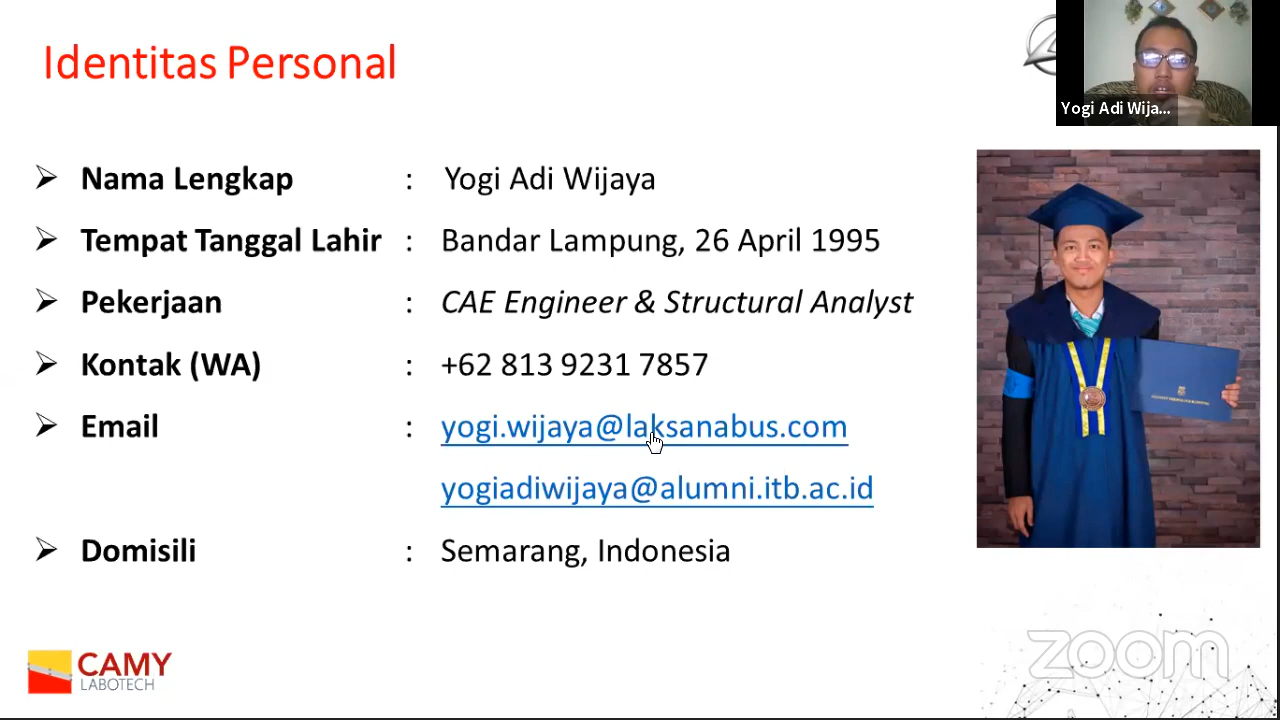 Identitas Personal
Yogi Adi Wija...
Nama Lengkap : Yogi Adi Wijaya
Tempat Tanggal Lahir : Bandar Lampung, 26 April 1995
Pekerjaan : CAE Engineer & Structural Analyst
Kontak (WA) : +62 813 9231 7857
Email : yogi.wijaya@laksanabus.com
yogiadiwijaya@alumni.itb.ac.id
Domisili : Semarang, Indonesia
CAMY
LABOTECH
zoom